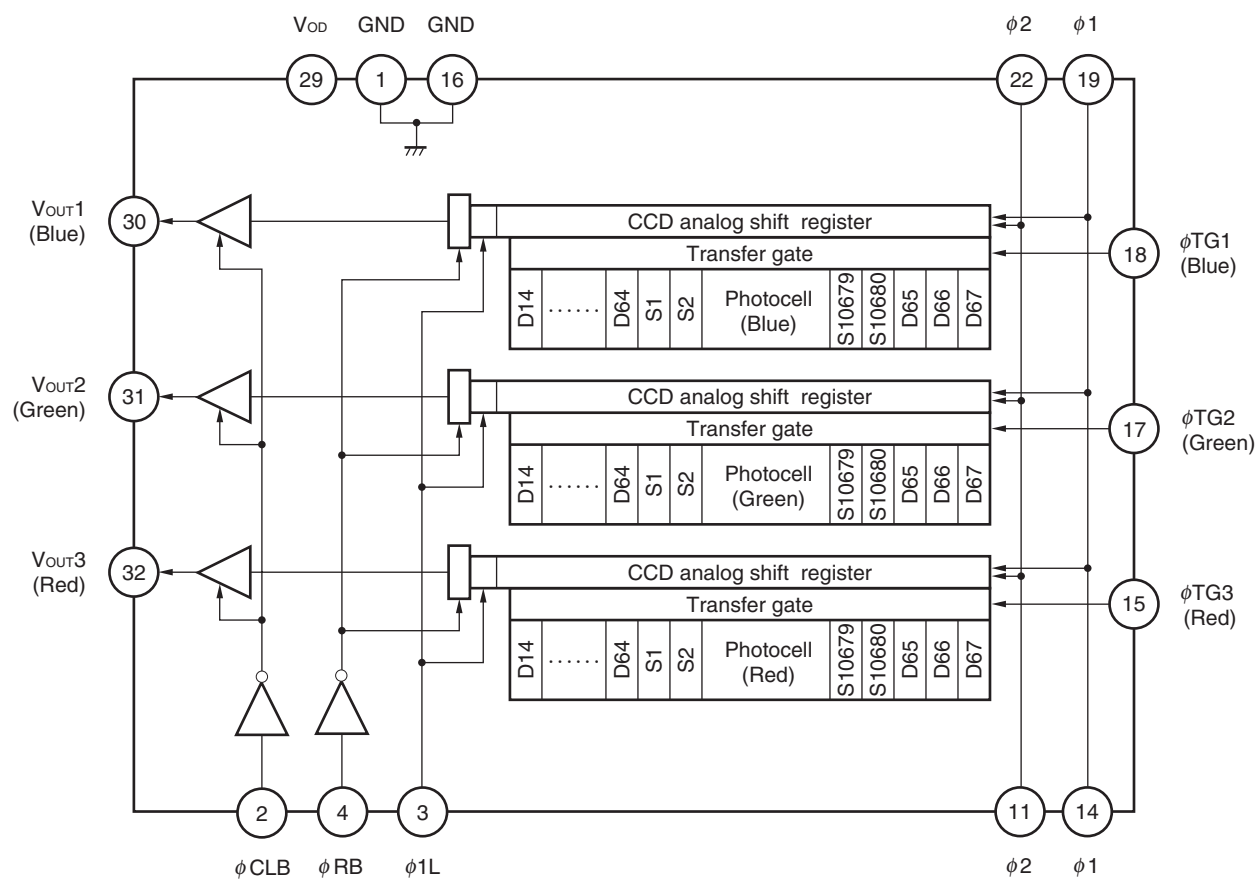 VOD GND GND φ2 φ1
29 1 16 22 19
VOUT1
(Blue)
30
CCD analog shift register
Transfer gate
D14 ······ D64 S1 S2 Photocell
(Blue) S10679 S10680 D65 D66 D67
18
φTG1
(Blue)
VOUT2
(Green)
31
CCD analog shift register
Transfer gate
D14 ······ D64 S1 S2 Photocell
(Green) S10679 S10680 D65 D66 D67
17
φTG2
(Green)
VOUT3
(Red)
32
CCD analog shift register
Transfer gate
D14 ······ D64 S1 S2 Photocell
(Red) S10679 S10680 D65 D66 D67
15
φTG3
(Red)
2 4 3 11 14
φCLB φRB φ1L φ2 φ1